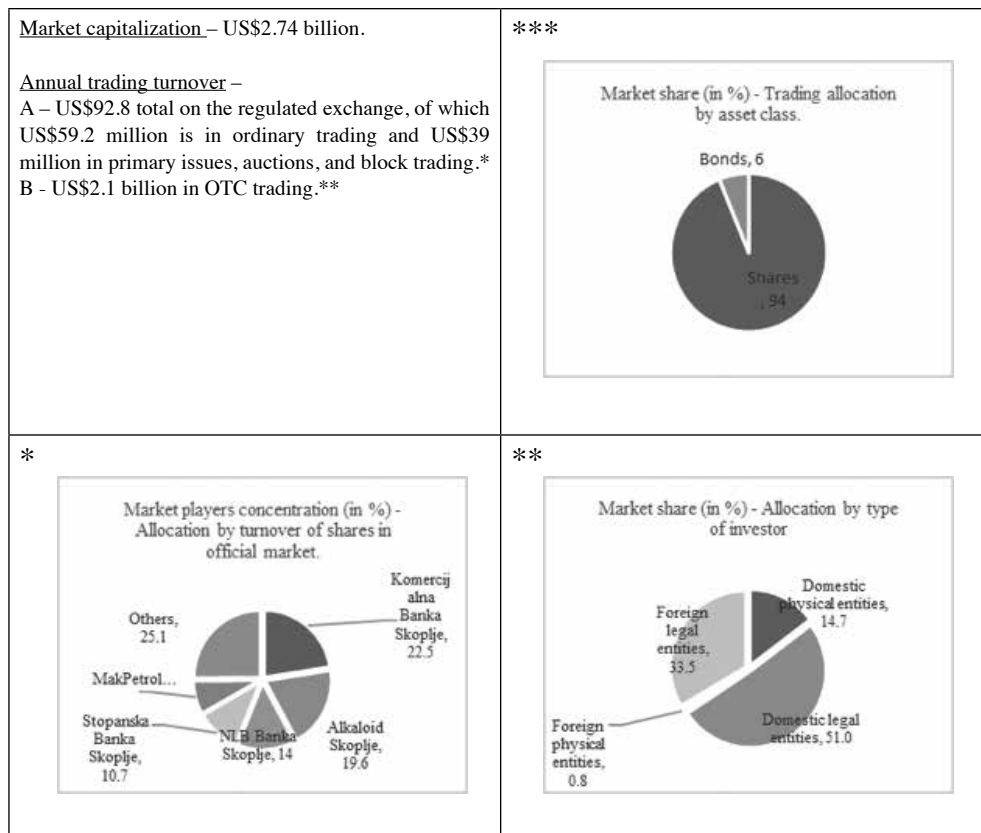 Market capitalization – US$2.74 billion.
Annual trading turnover –
A – US$92.8 total on the regulated exchange, of which
US$59.2 million is in ordinary trading and US$39
million in primary issues, auctions, and block trading.*
B - US$2.1 billion in OTC trading.**
***
Market share (in %) - Trading allocation
by asset class.
Bonds, 6
Shares
, 94
*
Market players concentration (in %) -
Allocation by turnover of shares in
official market.
Komercij
alna
Banka
Skoplje,
22.5
Others,
25.1
MakPetrol...
Stopanska
Banka
Skoplje,
10.7
NLB Banka
Skoplje, 14
Alkaloid
Skoplje,
19.6
**
Market share (in %) - Allocation by type
of investor
Domestic
physical entities,
14.7
Foreign
legal
entities,
33.5
Foreign
physical
entities,
0.8
Domestic legal
entities, 51.0